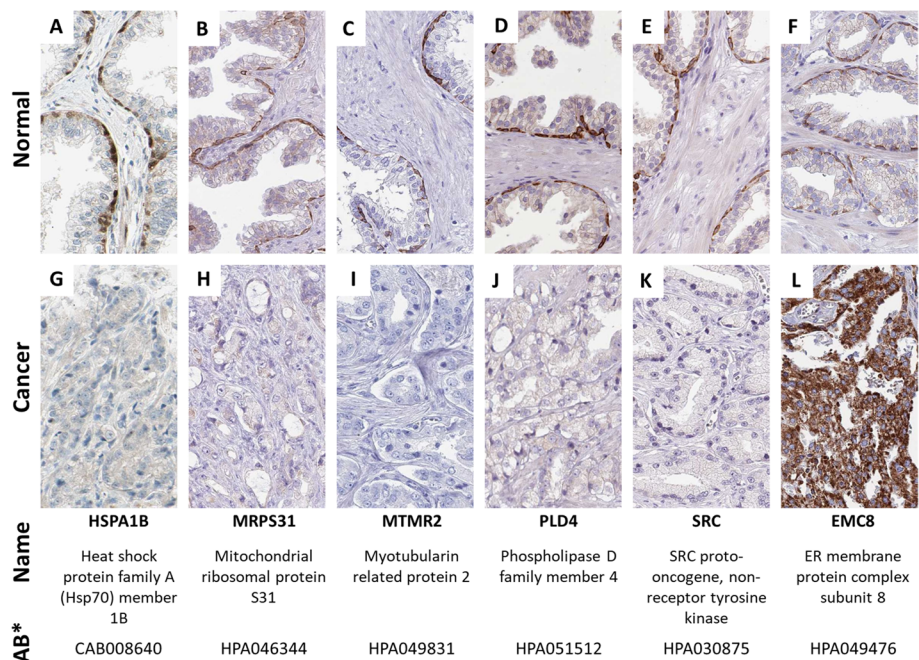 A B C D E F
Normal
G H I J K L
Cancer
Name
HSPA1B MRPS31 MTMR2 PLD4 SRC EMC8
Heat shock
protein family A
(Hsp70) member
1B
Mitochondrial
ribosomal protein
S31
Myotubularin
related protein 2
Phospholipase D
family member 4
SRC proto-
oncogene, non-
receptor tyrosine
kinase
ER membrane
protein complex
subunit 8
AB*
CAB008640 HPA046344 HPA049831 HPA051512 HPA030875 HPA049476